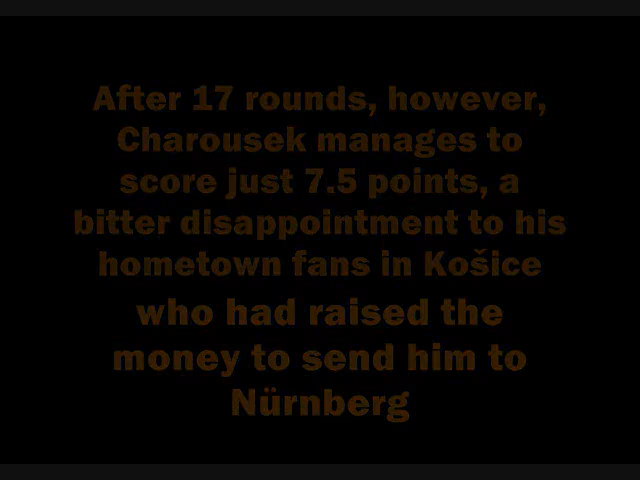 After 17 rounds, however,
Charousek manages to
score just 7.5 points, a
bitter disappointment to his
hometown fans in Košice
who had raised the
money to send him to
Nürnberg